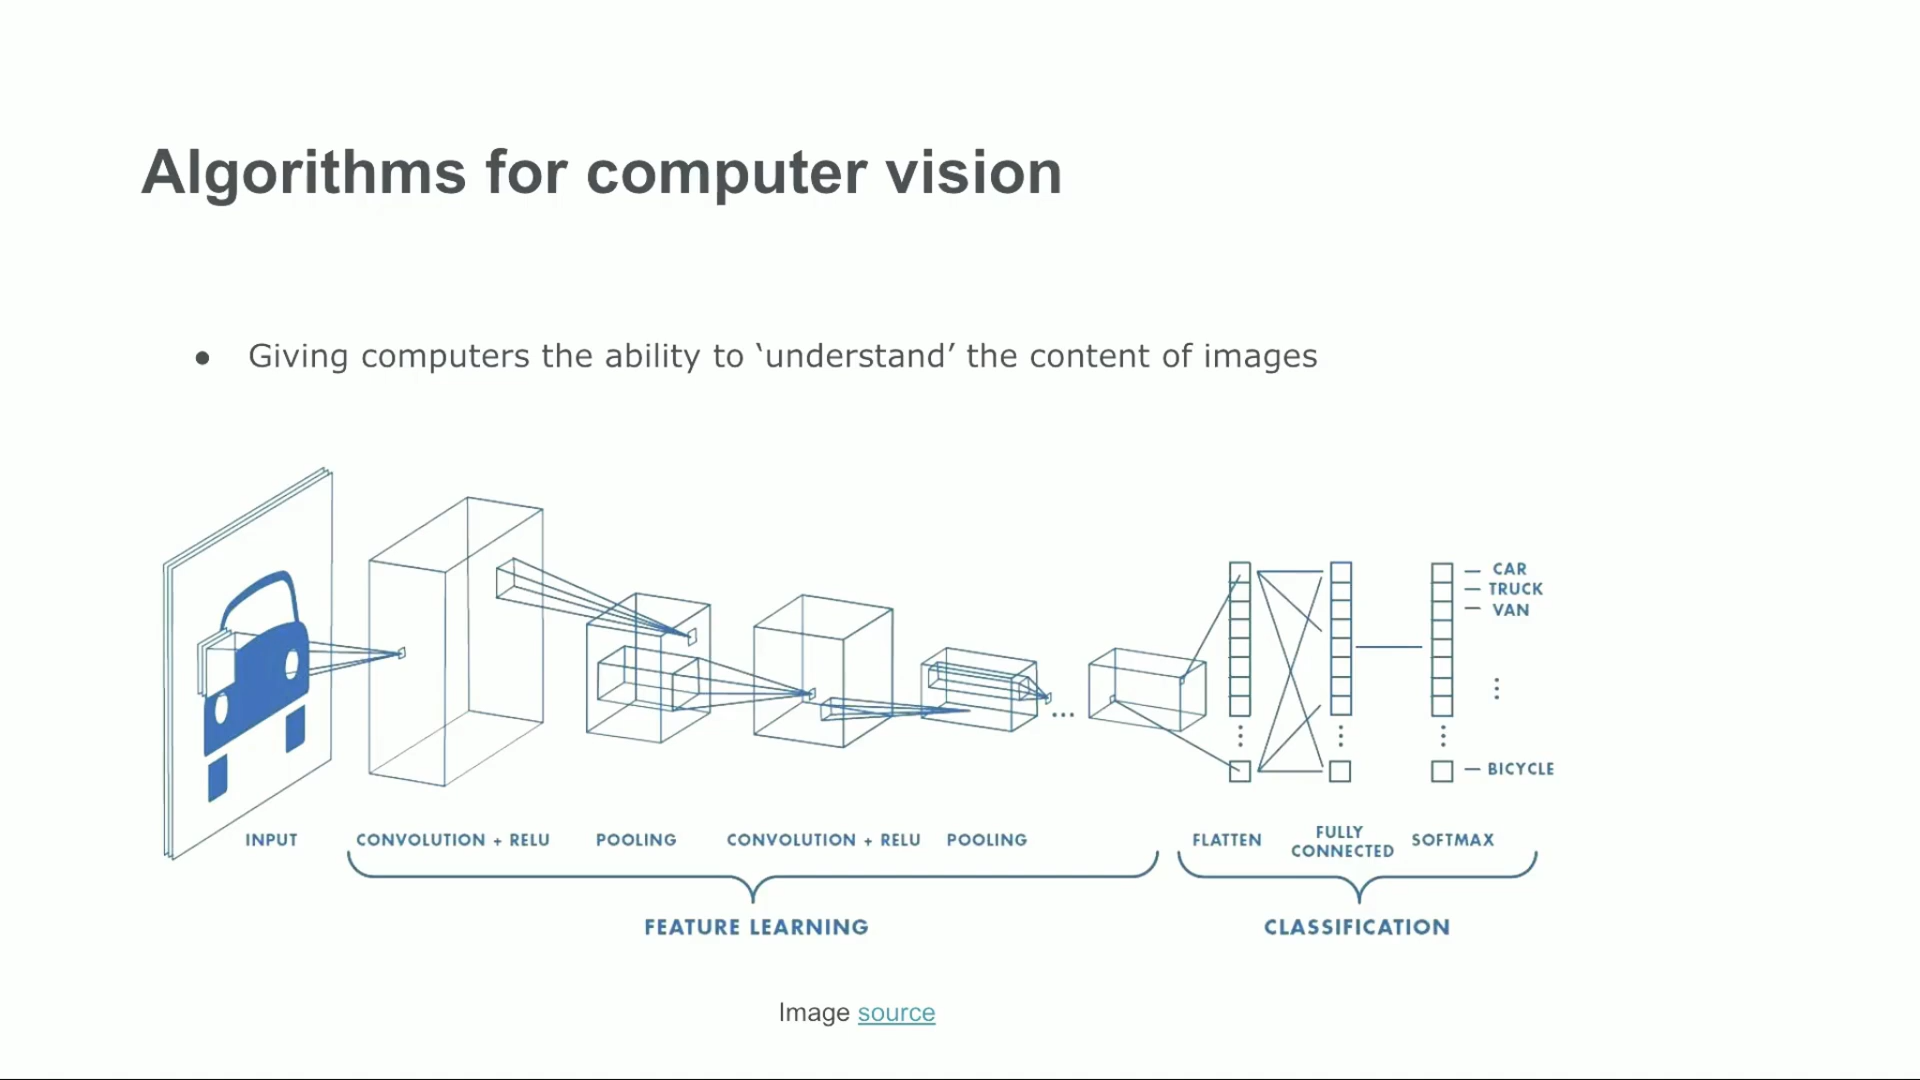 Algorithms for computer vision
● Giving computers the ability to ‘understand’ the content of images
CAR
TRUCK
VAN
BICYCLE
INPUT
CONVOLUTION + RELU
POOLING
CONVOLUTION + RELU
POOLING
FLATTEN
FULLY
CONNECTED
SOFTMAX
FEATURE LEARNING
CLASSIFICATION
Image source